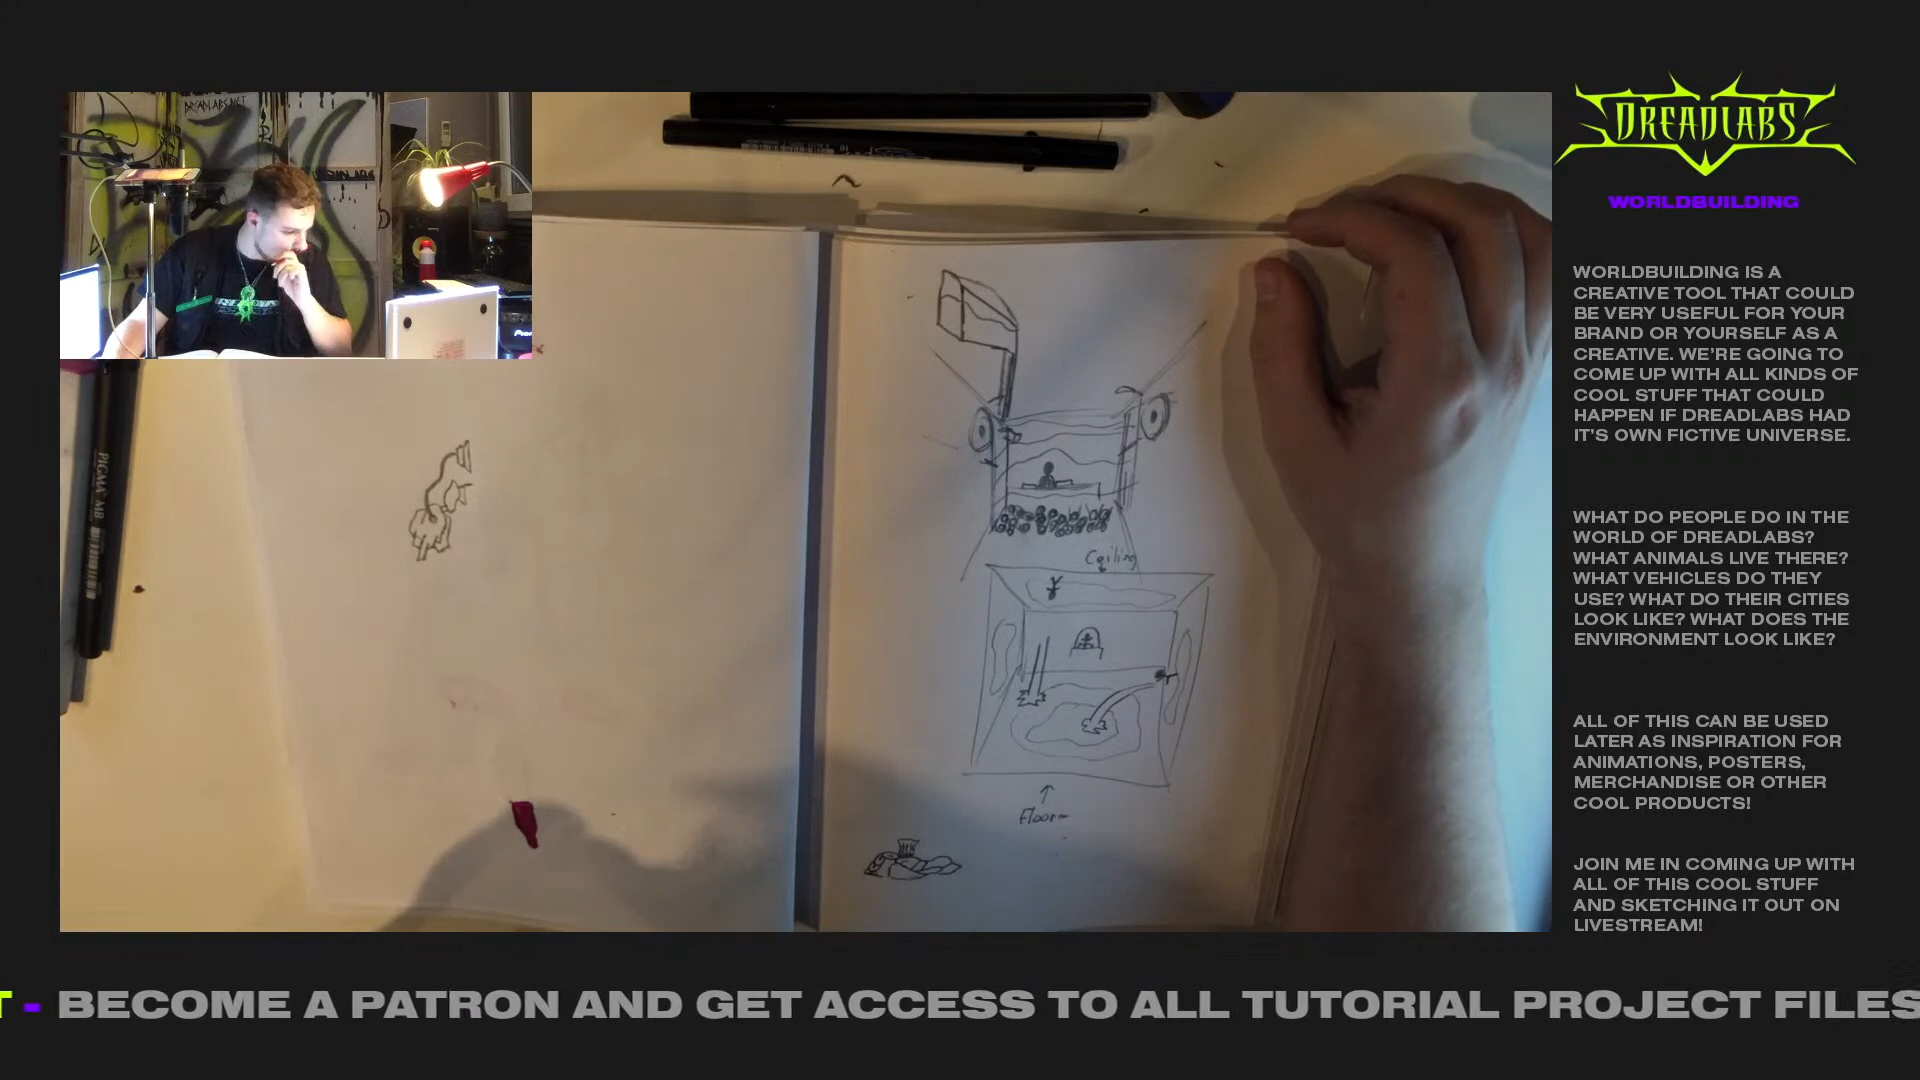 DREADLABS
WORLDBUILDING
WORLDBUILDING IS A
CREATIVE TOOL THAT COULD
BE VERY USEFUL FOR YOUR
BRAND OR YOURSELF AS A
CREATIVE. WE'RE GOING TO
COME UP WITH ALL KINDS OF
COOL STUFF THAT COULD
HAPPEN IF DREADLABS HAD
IT'S OWN FICTIVE UNIVERSE.
WHAT DO PEOPLE DO IN THE
WORLD OF DREADLABS?
WHAT ANIMALS LIVE THERE?
WHAT VEHICLES DO THEY
USE? WHAT DO THEIR CITIES
LOOK LIKE? WHAT DOES THE
ENVIRONMENT LOOK LIKE?
ALL OF THIS CAN BE USED
LATER AS INSPIRATION FOR
ANIMATIONS, POSTERS,
MERCHANDISE OR OTHER
COOL PRODUCTS!
JOIN ME IN COMING UP WITH
ALL OF THIS COOL STUFF
AND SKETCHING IT OUT ON
LIVESTREAM!
DREADLABS.NET
PIGMA MB
Ceiling
Floor
T - BECOME A PATRON AND GET ACCESS TO ALL TUTORIAL PROJECT FILES